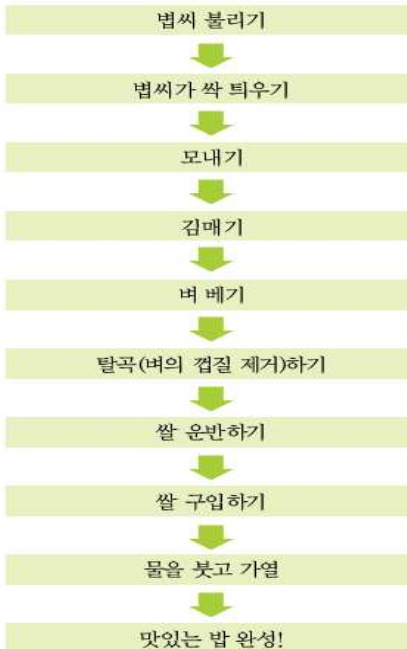 볍씨 불리기
볍씨가 싹 틔우기
모내기
김매기
벼 베기
탈곡(벼의 껍질 제거)하기
쌀 운반하기
쌀 구입하기
물을 붓고 가열
맛있는 밥 완성!